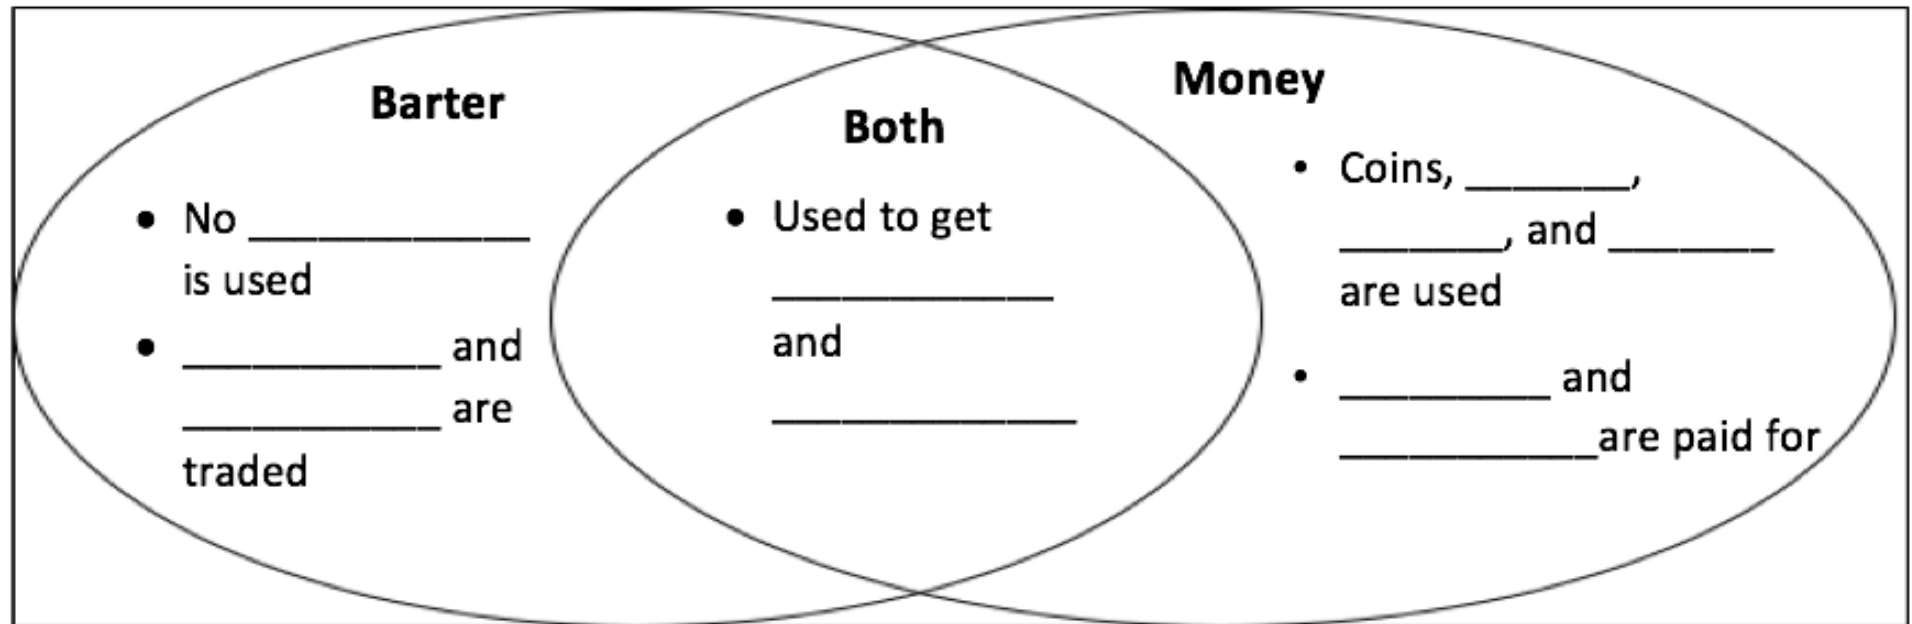 Barter
• No ____________
is used
• ___________ and
___________ are
traded
Both
• Used to get
____________
and
_____________
Money
• Coins, _______,
_______, and _______
are used
• _________ and
___________are paid for